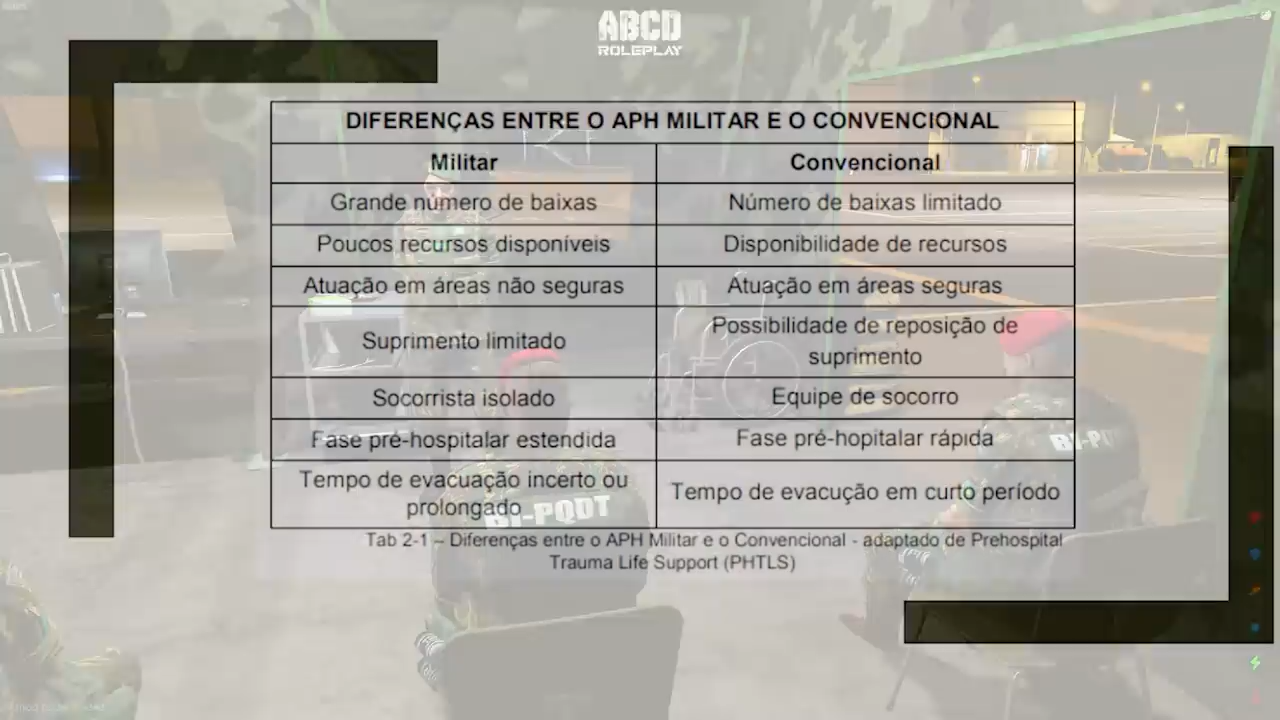 ABCD
ROLEPLAY
DIFERENÇAS ENTRE O APH MILITAR E O CONVENCIONAL
Militar Convencional
Grande número de baixas Número de baixas limitado
Poucos recursos disponíveis Disponibilidade de recursos
Atuação em áreas não seguras Atuação em áreas seguras
Suprimento limitado Possibilidade de reposição de
suprimento
Socorrista isolado Equipe de socorro
Fase pré-hospitalar estendida Fase pré-hopitalar rápida
Tempo de evacuação incerto ou
prolongado Tempo de evacução em curto período
BI-PQDT
Tab 2-1 – Diferenças entre o APH Militar e o Convencional - adaptado de Prehospital
Trauma Life Support (PHTLS)